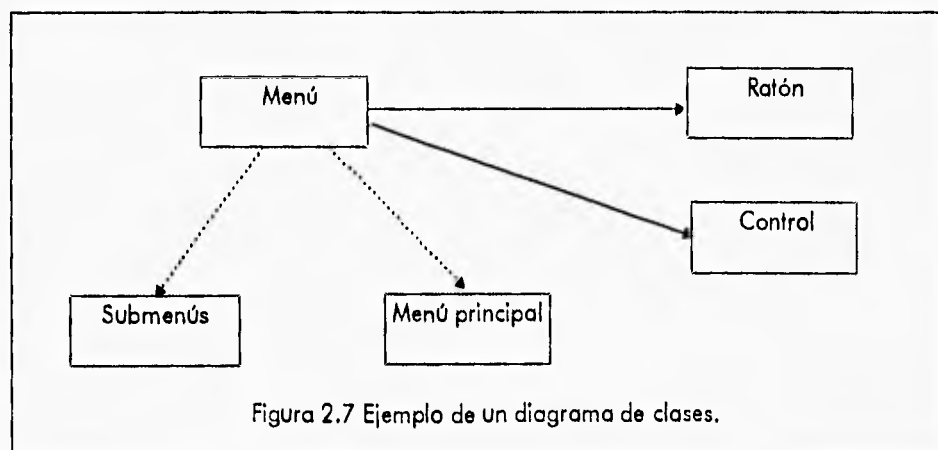 Menú
Ratón
Control
Submenús
Menú principal
Figura 2.7 Ejemplo de un diagrama de clases.